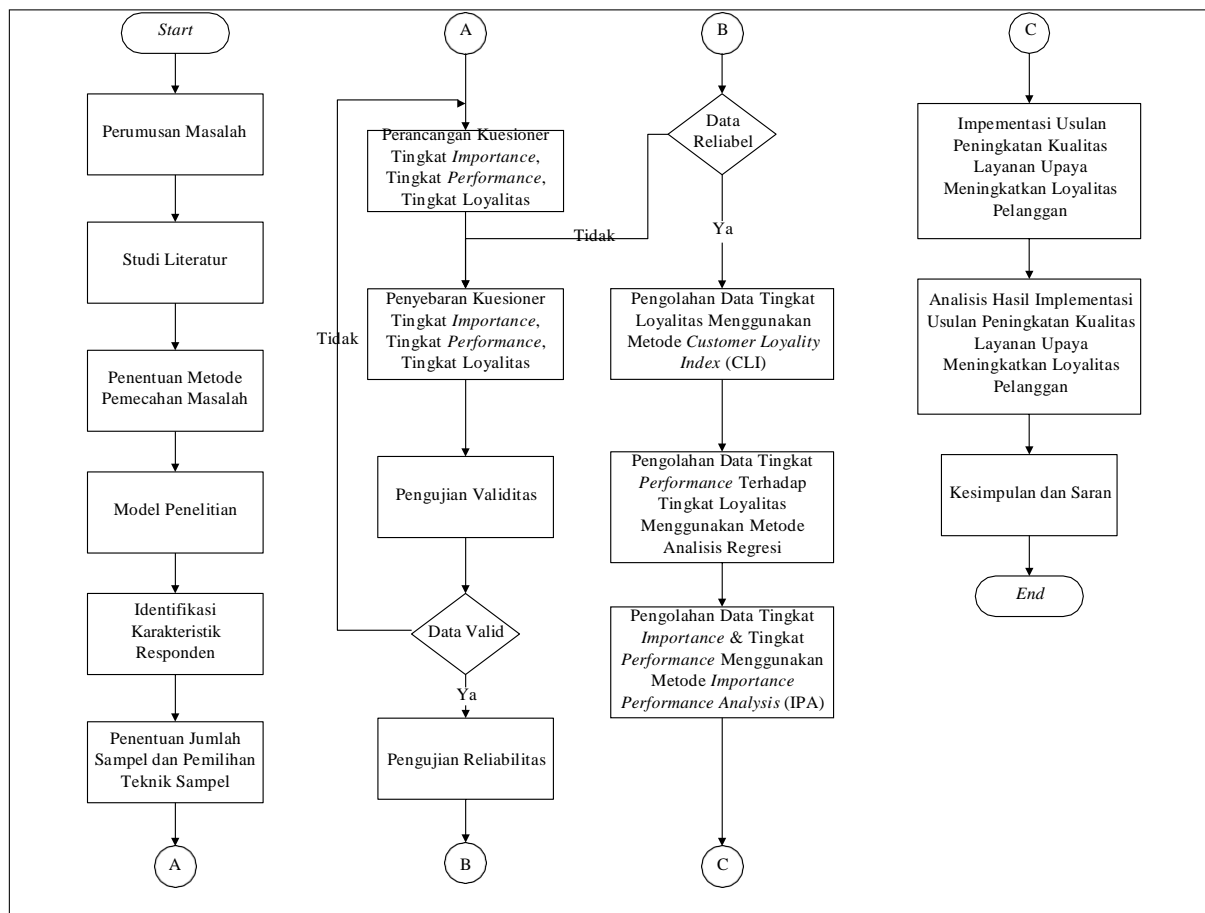 Start
Perumusan Masalah
Studi Literatur
Penentuan Metode
Pemecahan Masalah
Model Penelitian
Identifikasi
Karakteristik
Responden
Penentuan Jumlah
Sampel dan Pemilihan
Teknik Sampel
A
A
Perancangan Kuesioner
Tingkat Importance,
Tingkat Performance,
Tingkat Loyalitas
Penyebaran Kuesioner
Tingkat Importance,
Tingkat Performance,
Tingkat Loyalitas
Tidak
Pengujian Validitas
Data Valid
Ya
Pengujian Reliabilitas
B
B
Data
Reliabel
Tidak
Ya
Pengolahan Data Tingkat
Loyalitas Menggunakan
Metode Customer Loyality
Index (CLI)
Pengolahan Data Tingkat
Performance Terhadap
Tingkat Loyalitas
Menggunakan Metode
Analisis Regresi
Pengolahan Data Tingkat
Importance & Tingkat
Performance Menggunakan
Metode Importance
Performance Analysis (IPA)
C
C
Impementasi Usulan
Peningkatan Kualitas
Layanan Upaya
Meningkatkan Loyalitas
Pelanggan
Analisis Hasil Implementasi
Usulan Peningkatan Kualitas
Layanan Upaya
Meningkatkan Loyalitas
Pelanggan
Kesimpulan dan Saran
End